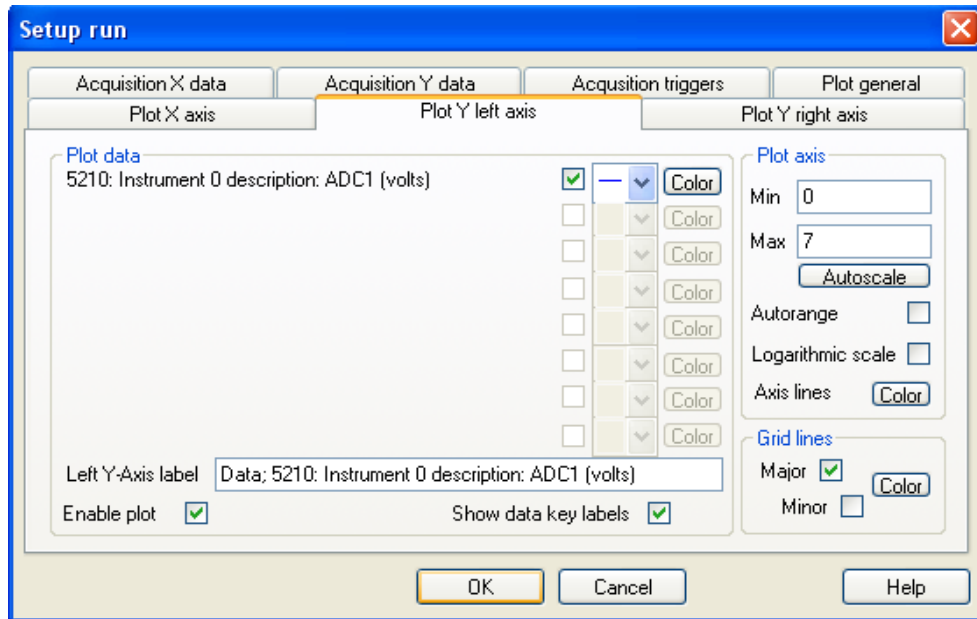 Setup run
Acquisition X data
Acquisition Y data
Acqusition triggers
Plot general
Plot X axis
Plot Y left axis
Plot Y right axis
Plot data
5210: Instrument 0 description: ADC1 (volts)
Color
Color
Color
Color
Color
Color
Color
Color
Left Y-Axis label
Data; 5210: Instrument 0 description: ADC1 (volts)
Enable plot
Show data key labels
Plot axis
Min 0
Max 7
Autoscale
Autorange
Logarithmic scale
Axis lines
Color
Grid lines
Major
Color
Minor
OK
Cancel
Help